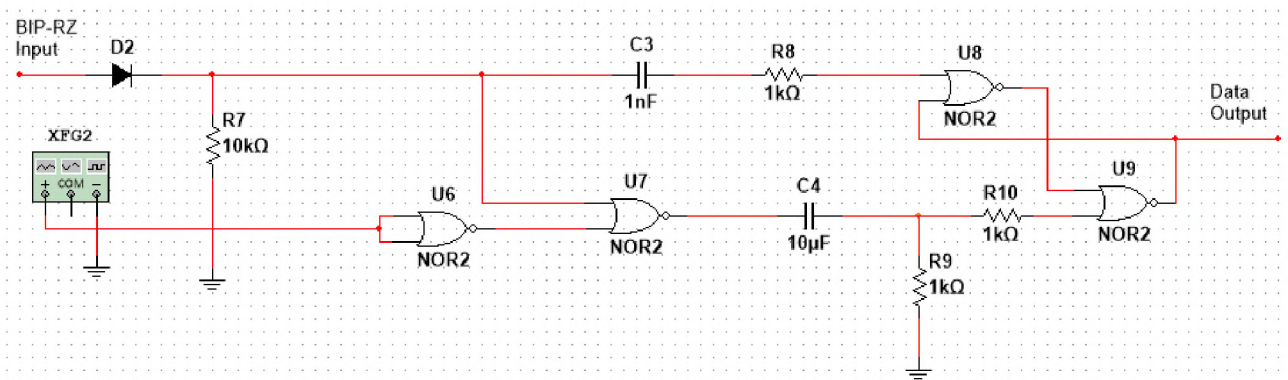 BIP-RZ
Input
D2
C3
1nF
R8
1kΩ
U8
NOR2
Data
Output
XFG2
COM
R7
10kΩ
U6
NOR2
U7
NOR2
C4
10µF
R10
1kΩ
U9
NOR2
R9
1kΩ